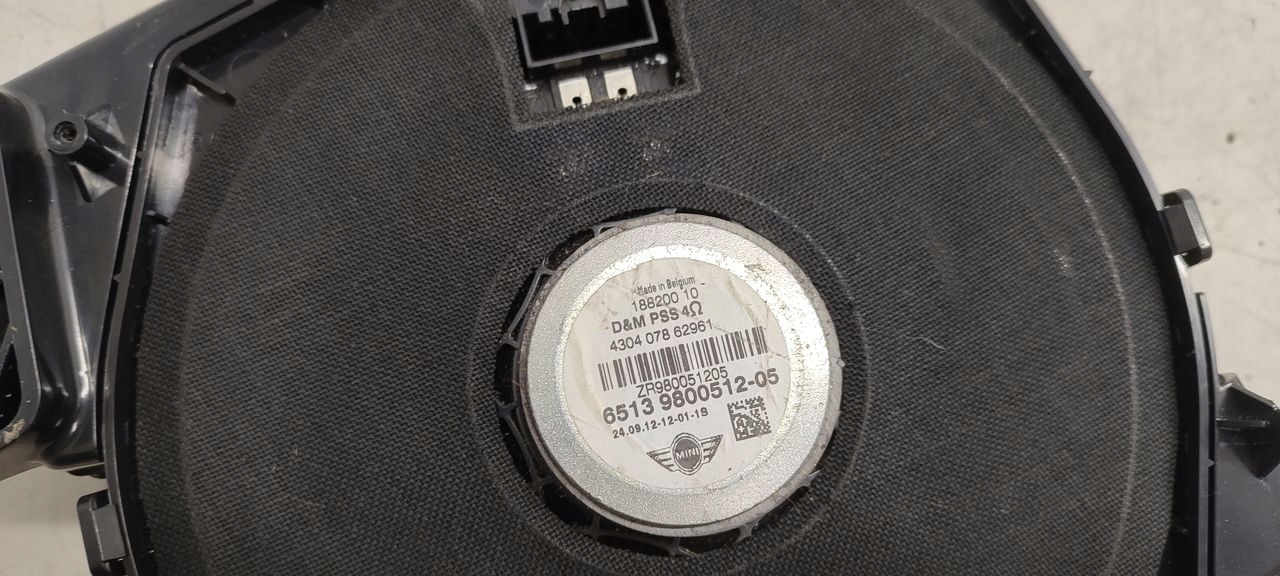 Made in Belgium
188200 10
D&M PSS 4Ω
4304 078 62961
ZR980051205
6513 9800512-05
24.09.12-12-01-1S
MINI